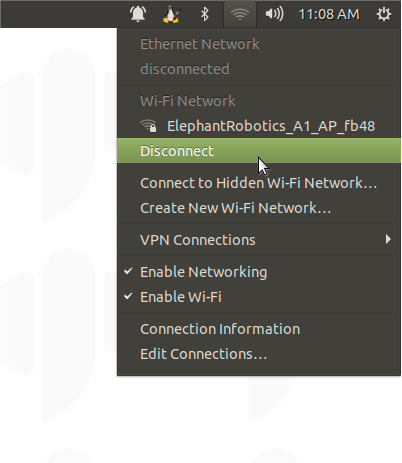 11:08 AM
Ethernet Network
disconnected
Wi-Fi Network
ElephantRobotics_A1_AP_fb48
Disconnect
Connect to Hidden Wi-Fi Network…
Create New Wi-Fi Network…
VPN Connections
Enable Networking
Enable Wi-Fi
Connection Information
Edit Connections…